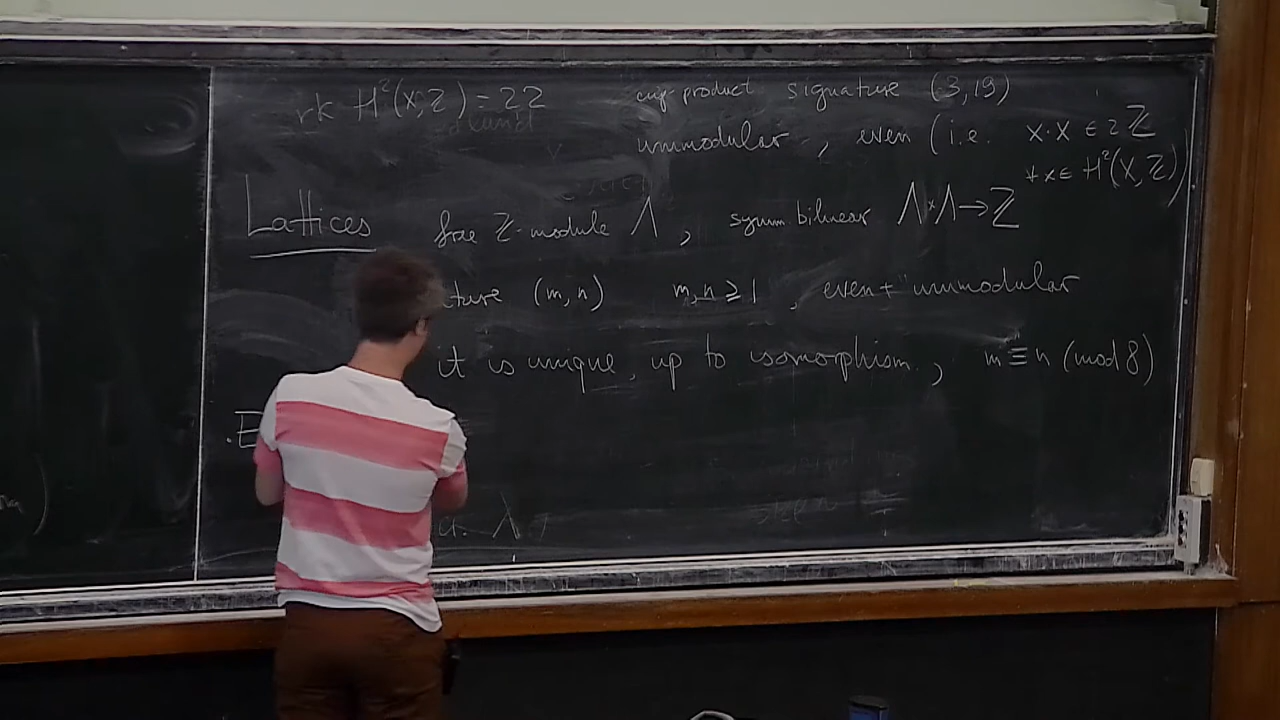 rk H²(X;Z) = 22
cup-product signature (3,19)
unimodular, even (i.e. x·x ∈ 2Z
∀x∈ H²(X,Z))
Lattices free Z-module Λ, symm. bilinear Λ×Λ→Z
ture (m,n) m,n ≥ 1, even + unimodular
it is unique, up to isomorphism, m ≡ n (mod 8)
. E
λ